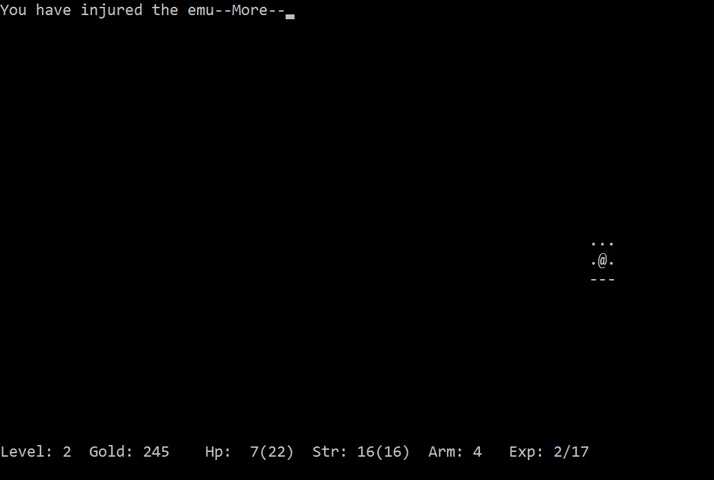 You have injured the emu--More--
...
.@.
---
Level: 2  Gold: 245    Hp:  7(22)  Str: 16(16)  Arm: 4   Exp: 2/17